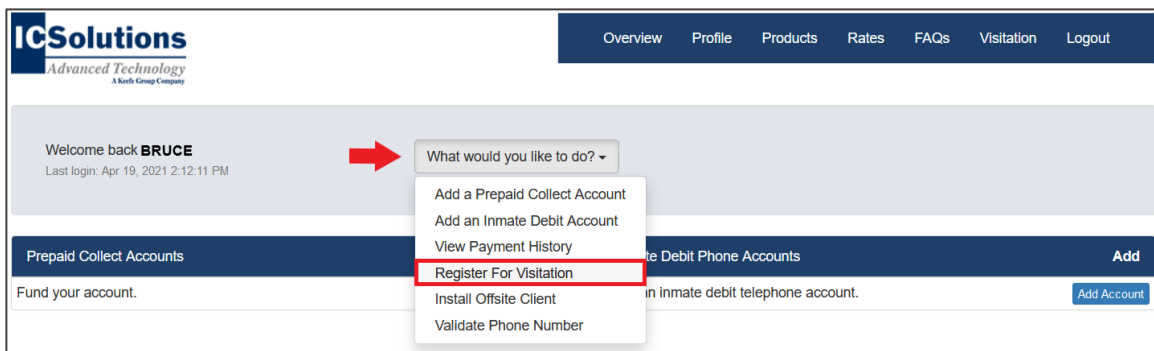 ICSolutions
Advanced Technology
A Keefe Group Company
Overview Profile Products Rates FAQs Visitation Logout
Welcome back BRUCE
Last login: Apr 19, 2021 2:12:11 PM
What would you like to do?
Add a Prepaid Collect Account
Add an Inmate Debit Account
View Payment History
Register For Visitation
Install Offsite Client
Validate Phone Number
Prepaid Collect Accounts
te Debit Phone Accounts Add
Fund your account.
an inmate debit telephone account. Add Account